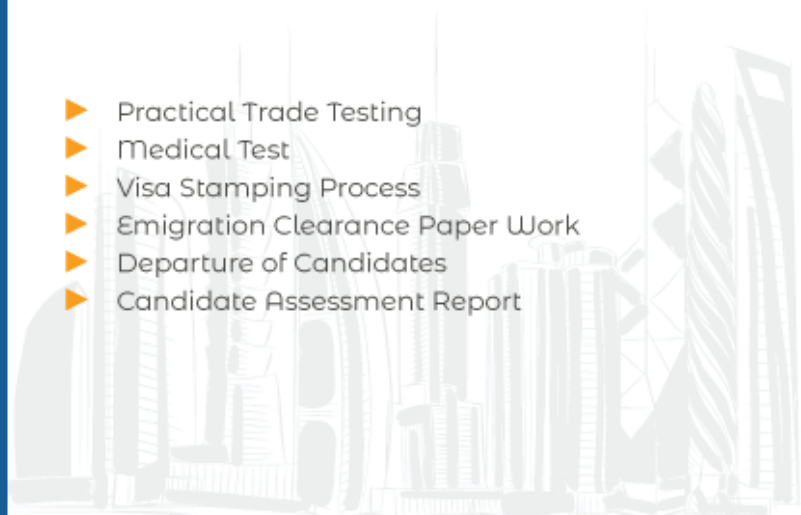 Practical Trade Testing
Medical Test
Visa Stamping Process
Emigration Clearance Paper Work
Departure of Candidates
Candidate Assessment Report